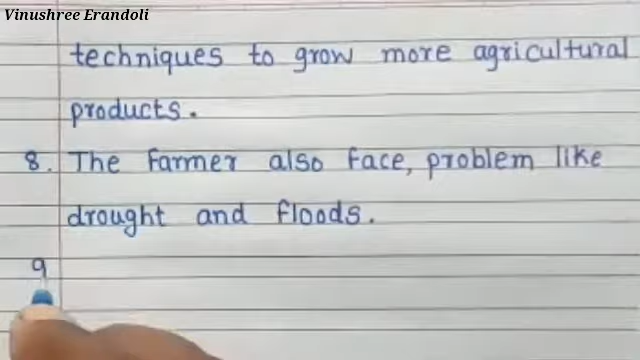 Vinushree Erandoli
techniques to grow more agricultural
products.
8. The farmer also face, problem like
drought and floods.
9